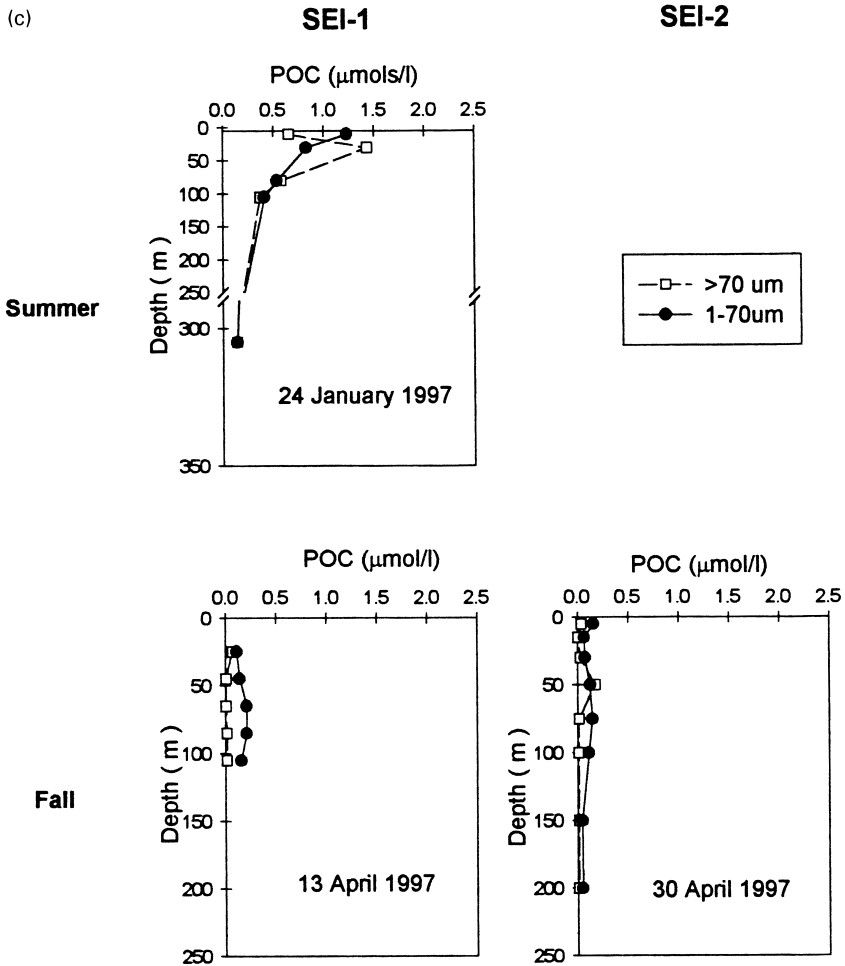 (c)
SEI-1
SEI-2
POC (μmols/l)
0.0 0.5 1.0 1.5 2.0 2.5
0
50
100
150
200
250
300
350
Depth ( m )
Summer
24 January 1997
>70 um
1-70um
POC (μmol/l)
0.0 0.5 1.0 1.5 2.0 2.5
0
50
100
150
200
250
Depth ( m )
Fall
13 April 1997
POC (μmol/l)
0.0 0.5 1.0 1.5 2.0 2.5
0
50
100
150
200
250
Depth ( m )
30 April 1997